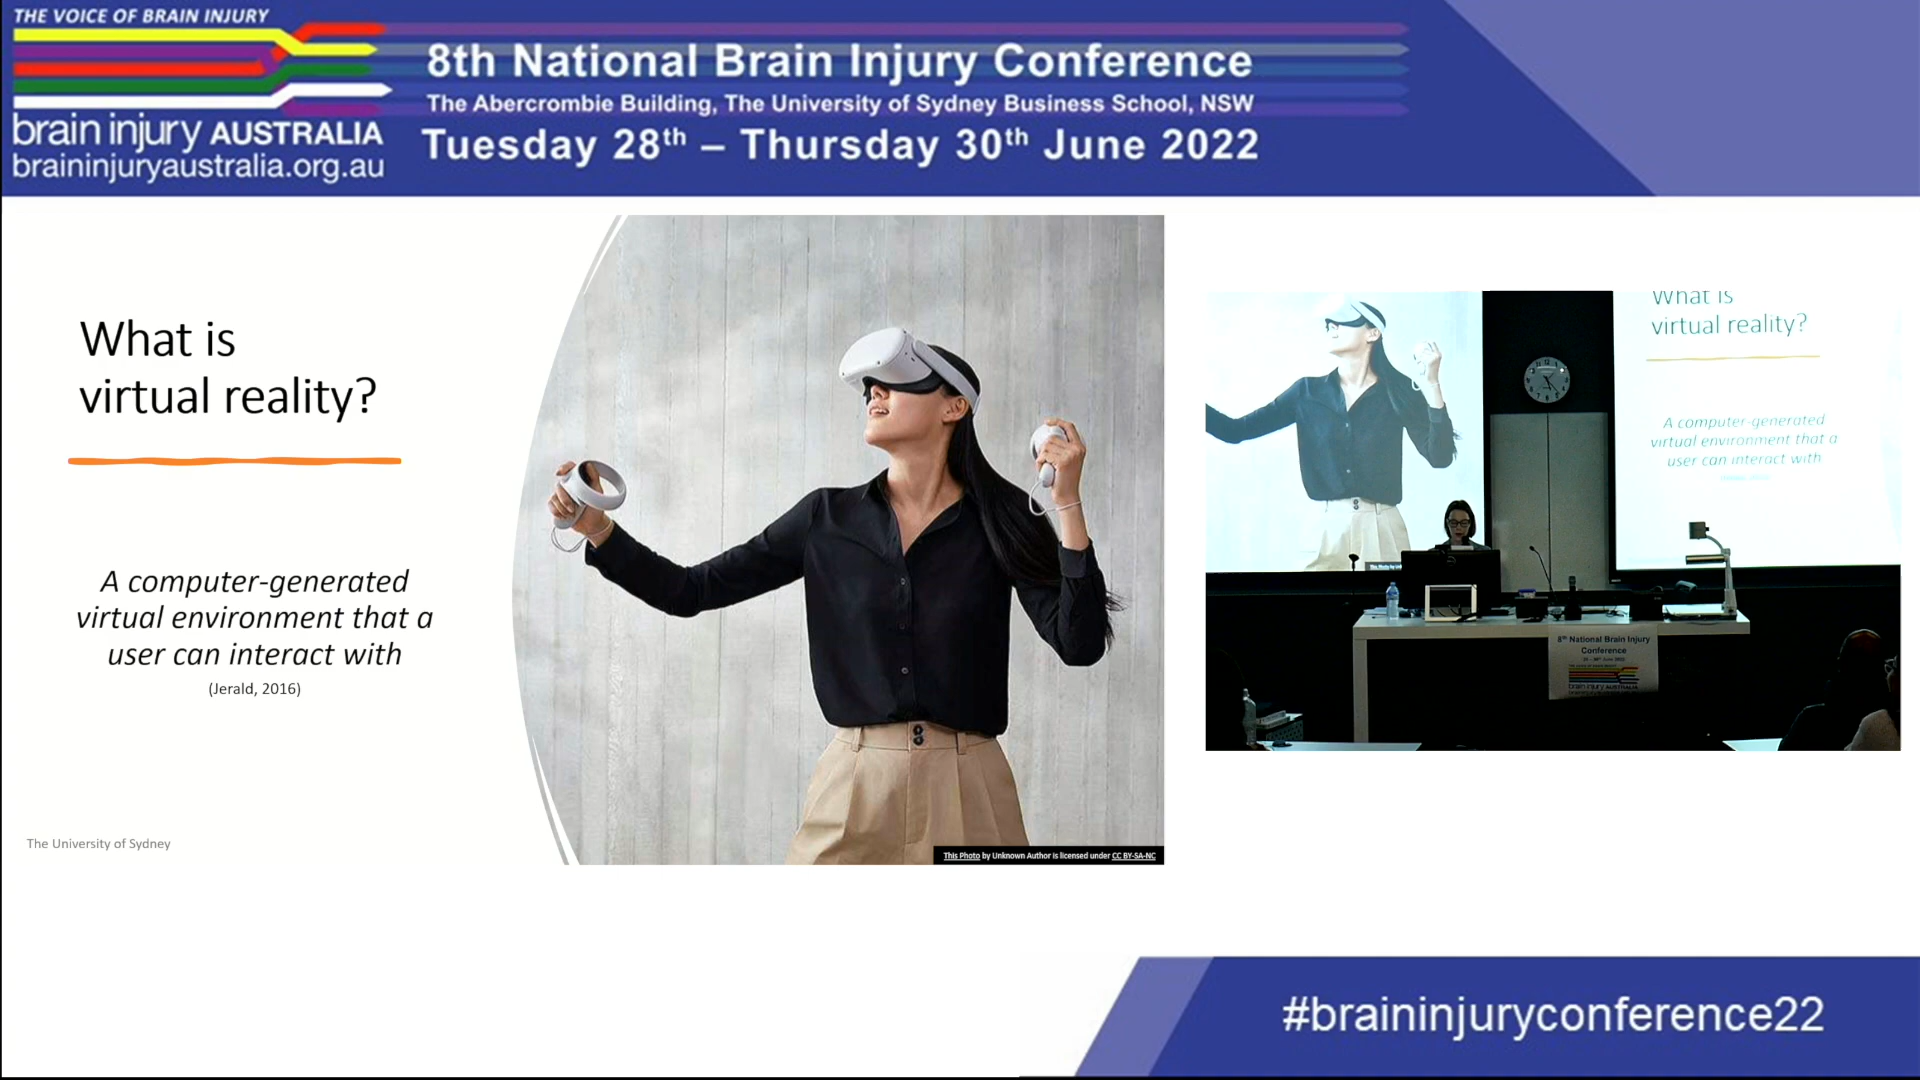 THE VOICE OF BRAIN INJURY
brain injury AUSTRALIA
braininjuryaustralia.org.au
8th National Brain Injury Conference
The Abercrombie Building, The University of Sydney Business School, NSW
Tuesday 28th – Thursday 30th June 2022
What is
virtual reality?
A computer-generated
virtual environment that a
user can interact with
(Jerald, 2016)
The University of Sydney
This Photo by Unknown Author is licensed under CC BY-SA-NC
What is
virtual reality?
A computer-generated
virtual environment that a
user can interact with
8th National Brain Injury
Conference
brain injury AUSTRALIA
#braininjuryconference22